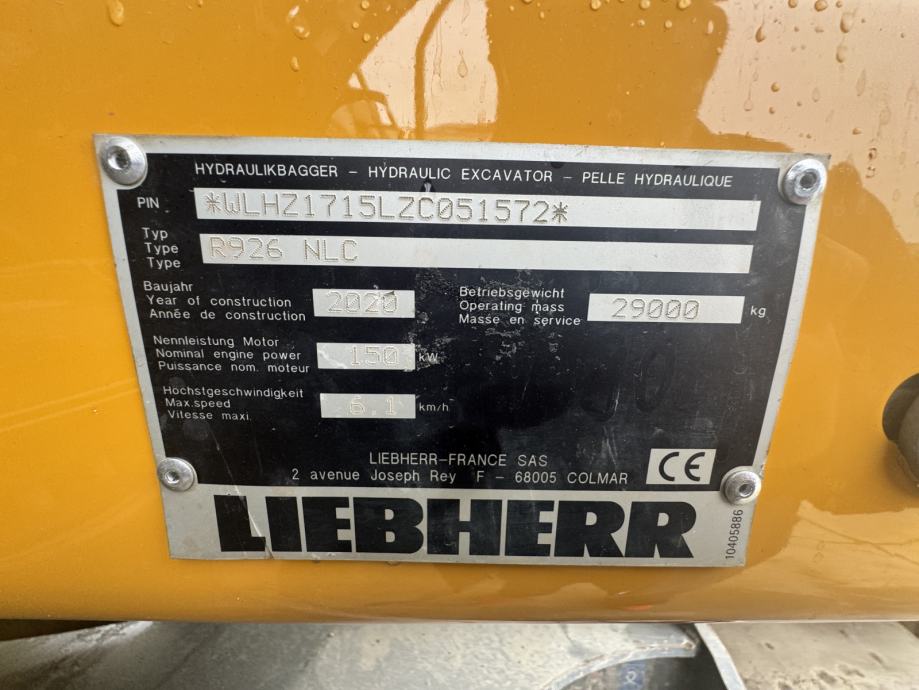 HYDRAULIKBAGGER - HYDRAULIC EXCAVATOR - PELLE HYDRAULIQUE
PIN *WLHZ1715LZC051572*
Typ
Type
Type
R926 NLC
Baujahr
Year of construction
Année de construction
2020
Betriebsgewicht
Operating mass
Masse en service
29000 kg
Nennleistung Motor
Nominal engine power
Puissance nom. moteur
150 kW
Höchstgeschwindigkeit
Max.speed
Vitesse maxi.
6.1 km/h
LIEBHERR-FRANCE SAS
2 avenue Joseph Rey F - 68005 COLMAR
CE
LIEBHERR
10405886